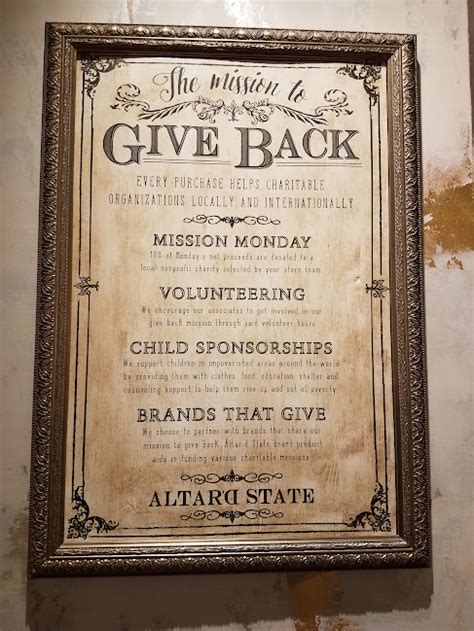 The mission to
GIVE BACK
EVERY PURCHASE HELPS CHARITABLE
ORGANIZATIONS LOCALLY AND INTERNATIONALLY
MISSION MONDAY
10% of Monday's net proceeds are donated to a
local nonprofit charity selected by your store team
VOLUNTEERING
We encourage our associates to get involved in our
give back mission through paid volunteer hours
CHILD SPONSORSHIPS
We support children in impoverished areas around the world
by providing them with clothes, food, education, shelter and
counseling support to help them rise up and out of poverty
BRANDS THAT GIVE
We choose to partner with brands that share our
mission to give back. Altar'd State brand product
aids in funding various charitable missions
ALTARD STATE